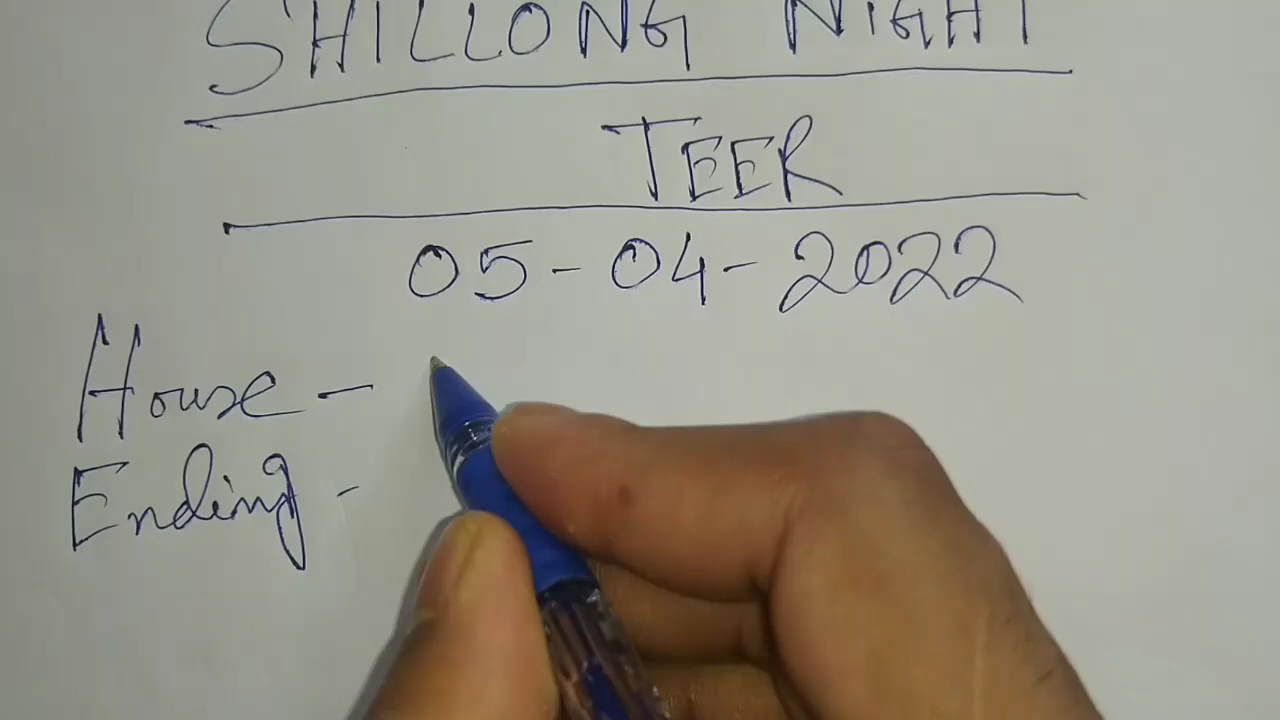 SHILLONG NIGHT
TEER
05-04-2022
House -
Ending -